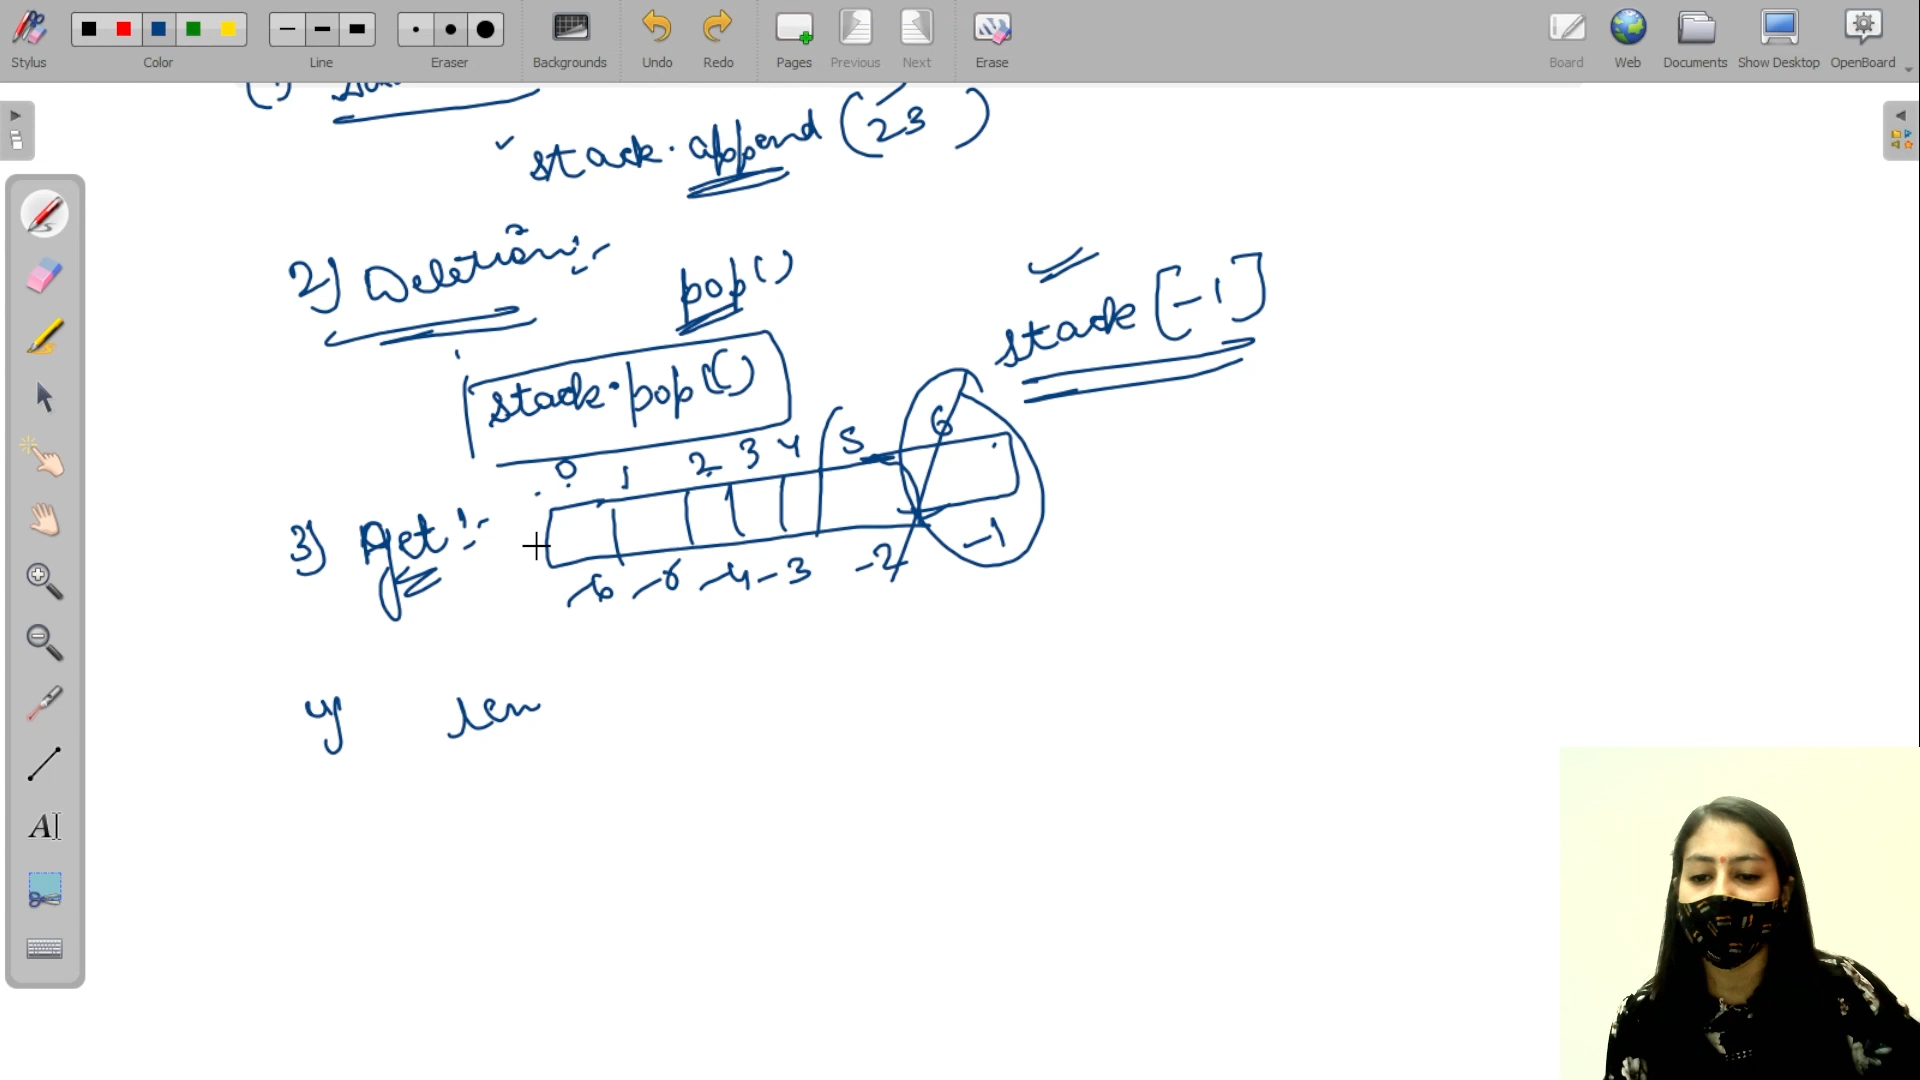 Stylus Color Line Eraser Backgrounds Undo Redo Pages Previous Next Erase Board Web Documents Show Desktop OpenBoard
stack.append(23)
2) Deletion:-
pop()
stack[-1]
stack.pop()
0 1 2 3 4 5 6
3) Get:-
-6 -5 -4 -3 -2 -1
4) len